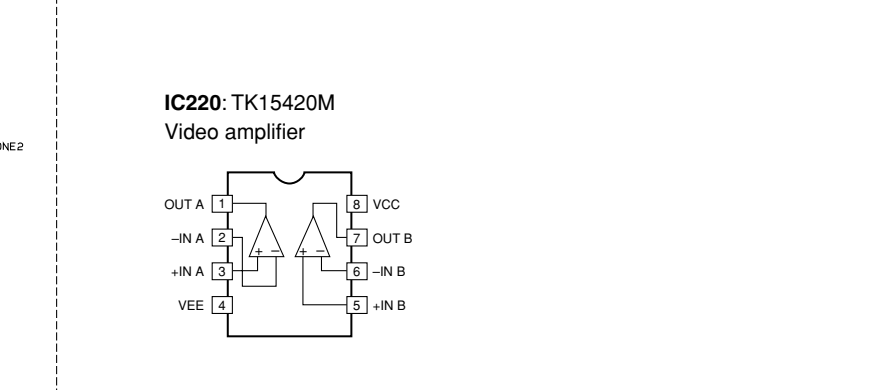 IC220: TK15420M
Video amplifier
OUT A 1 8 VCC
–IN A 2 7 OUT B
+ – + –
+IN A 3 6 –IN B
VEE 4 5 +IN B